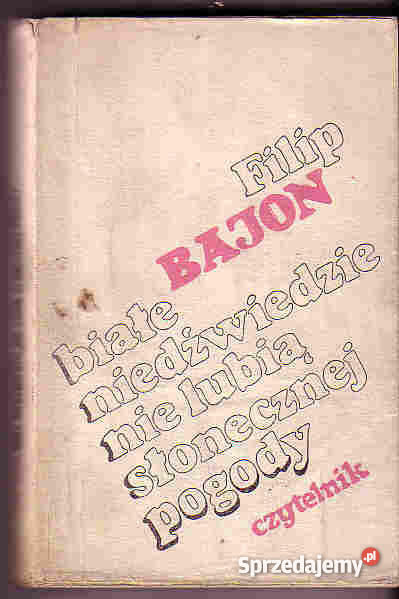 Filip
BAJON
białe
niedźwiedzie
nie lubią
słonecznej
pogody
czytelnik
Sprzedajemy.pl